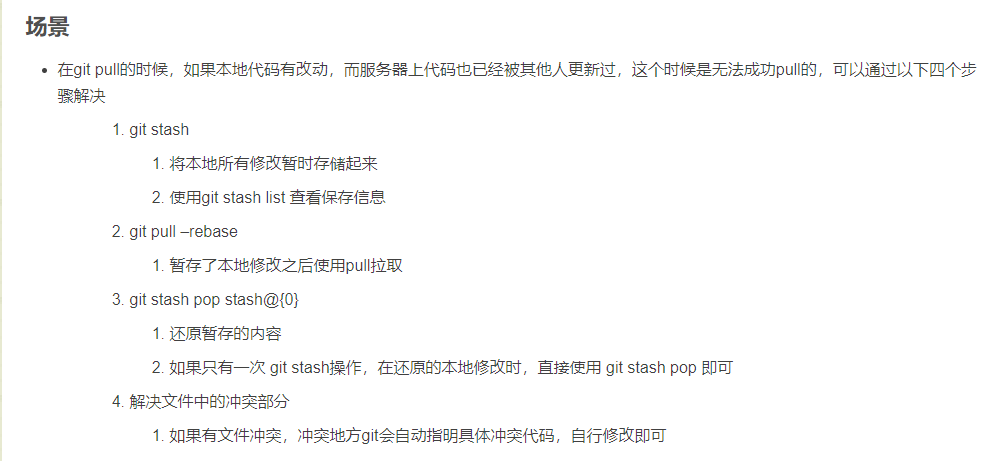 场景
• 在git pull的时候，如果本地代码有改动，而服务器上代码也已经被其他人更新过，这个时候是无法成功pull的，可以通过以下四个步
骤解决
1. git stash
1. 将本地所有修改暂时存储起来
2. 使用git stash list 查看保存信息
2. git pull –rebase
1. 暂存了本地修改之后使用pull拉取
3. git stash pop stash@{0}
1. 还原暂存的内容
2. 如果只有一次 git stash操作，在还原的本地修改时，直接使用 git stash pop 即可
4. 解决文件中的冲突部分
1. 如果有文件冲突，冲突地方git会自动指明具体冲突代码，自行修改即可